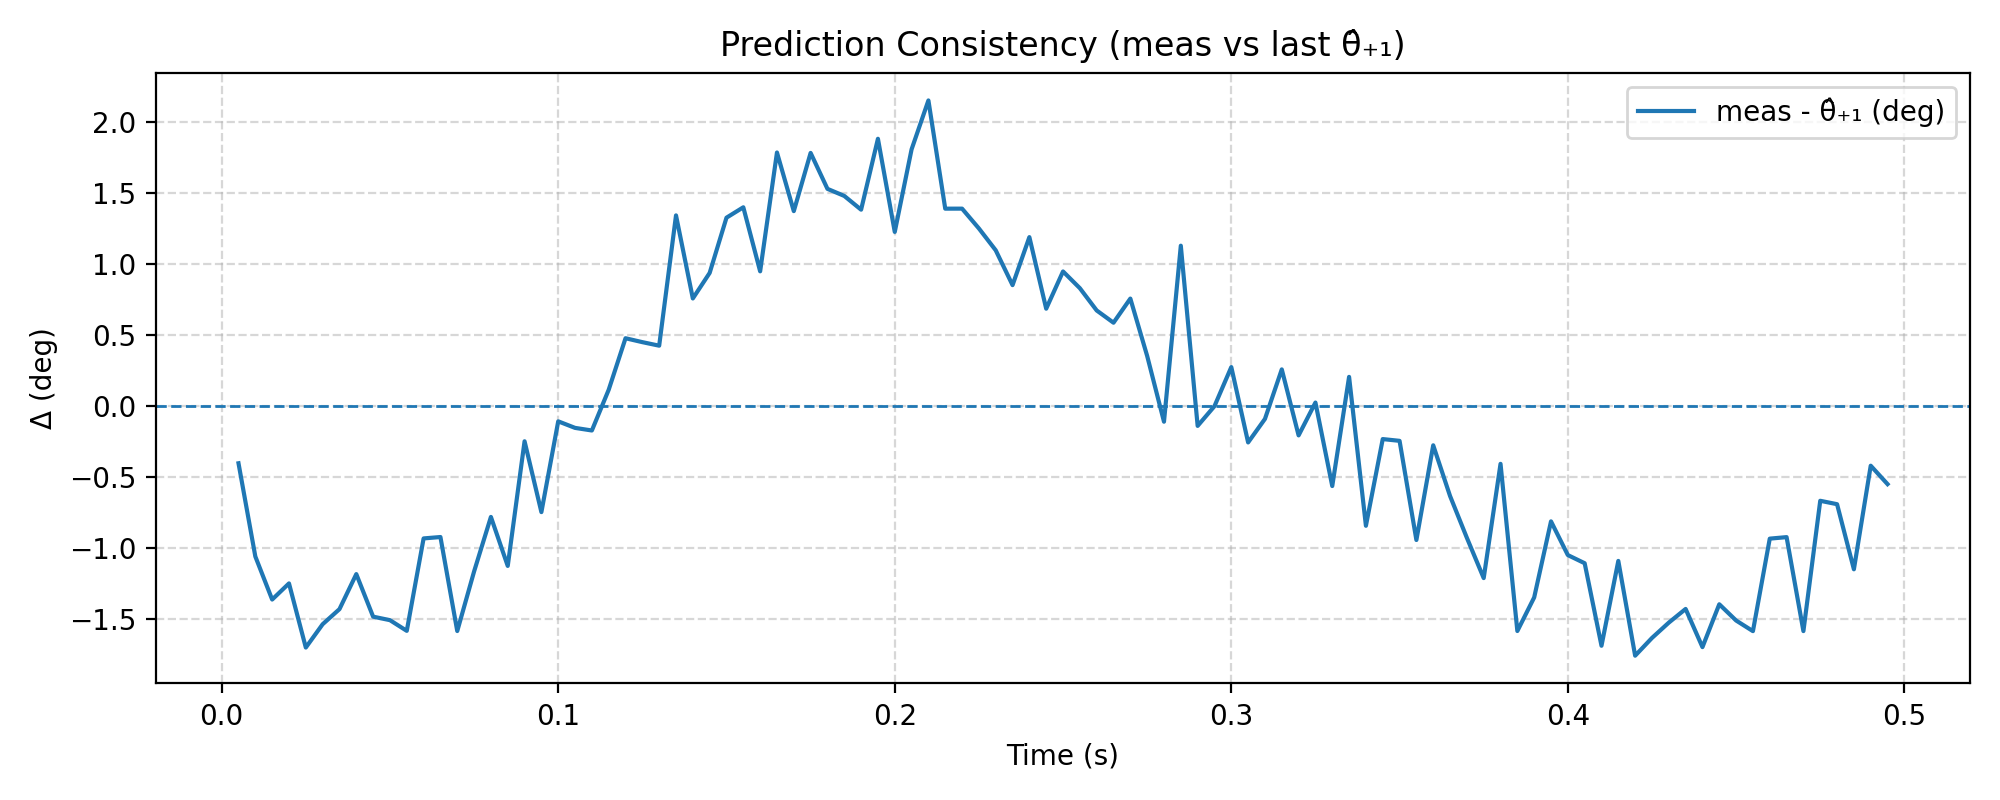 Prediction Consistency (meas vs last θ̂₊₁)
meas - θ̂₊₁ (deg)
Δ (deg)
2.0
1.5
1.0
0.5
0.0
−0.5
−1.0
−1.5
0.0 0.1 0.2 0.3 0.4 0.5
Time (s)